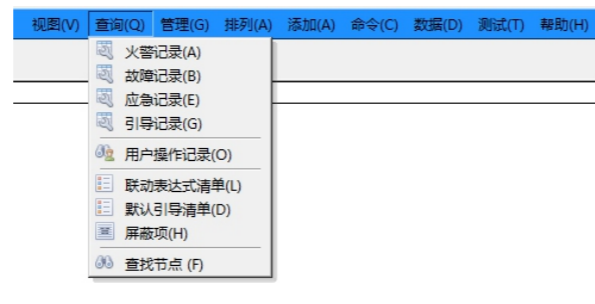 视图(V) 查询(Q) 管理(G) 排列(A) 添加(A) 命令(C) 数据(D) 测试(T) 帮助(H)
火警记录(A)
故障记录(B)
应急记录(E)
引导记录(G)
用户操作记录(O)
联动表达式清单(L)
默认引导清单(D)
屏蔽项(H)
查找节点 (F)